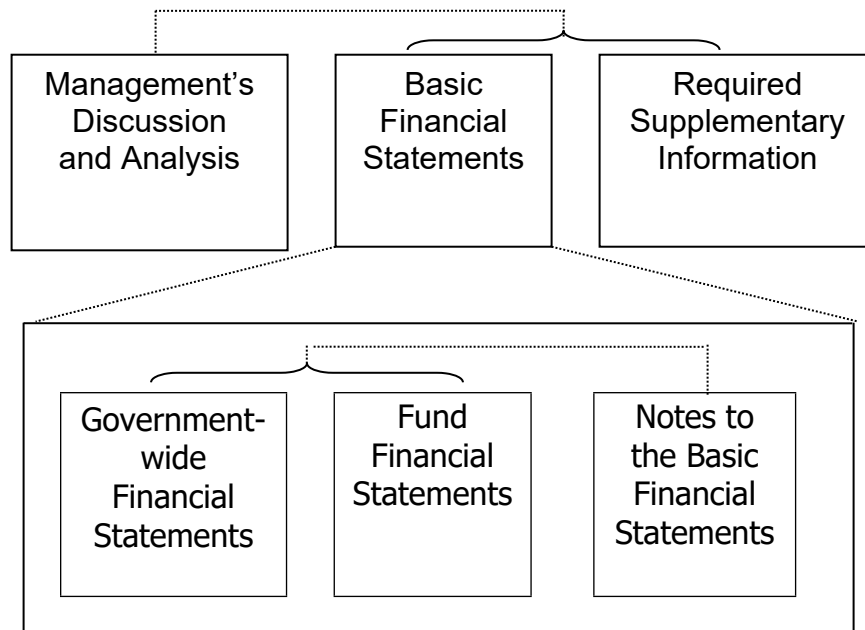 Management’s
Discussion
and Analysis
Basic
Financial
Statements
Required
Supplementary
Information
Government-
wide
Financial
Statements
Fund
Financial
Statements
Notes to
the Basic
Financial
Statements